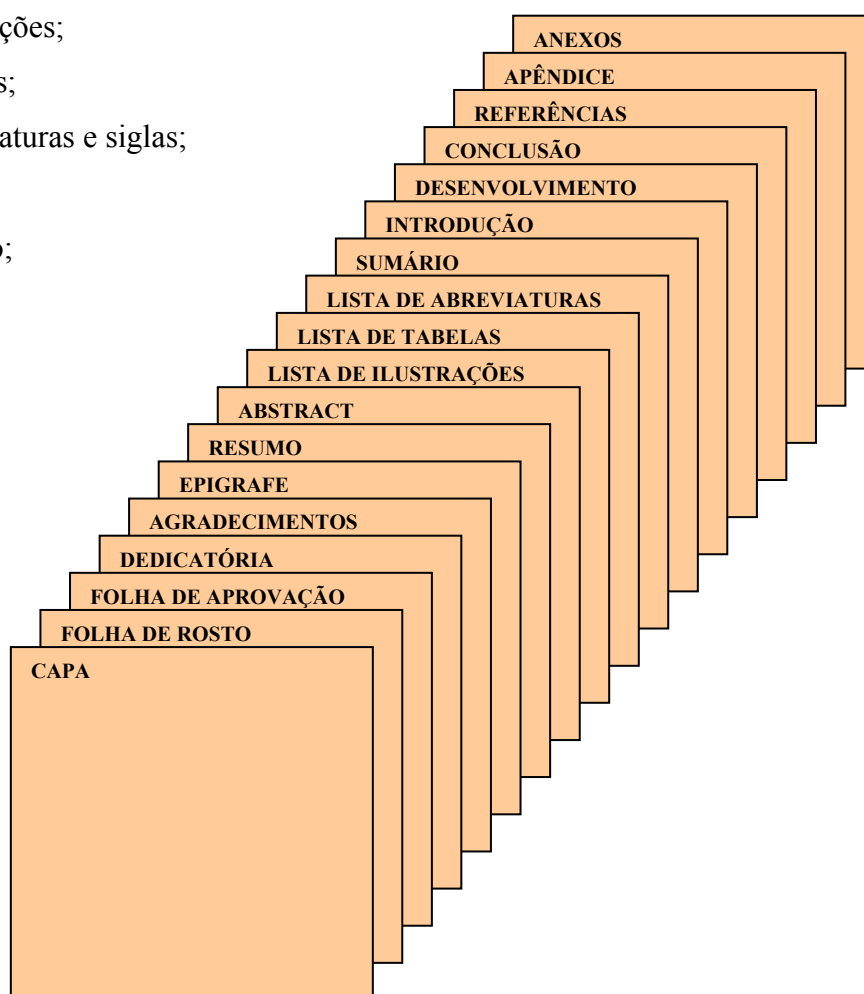 ções;
s;
aturas e siglas;
o;
ANEXOS
APÊNDICE
REFERÊNCIAS
CONCLUSÃO
DESENVOLVIMENTO
INTRODUÇÃO
SUMÁRIO
LISTA DE ABREVIATURAS
LISTA DE TABELAS
LISTA DE ILUSTRAÇÕES
ABSTRACT
RESUMO
EPIGRAFE
AGRADECIMENTOS
DEDICATÓRIA
FOLHA DE APROVAÇÃO
FOLHA DE ROSTO
CAPA